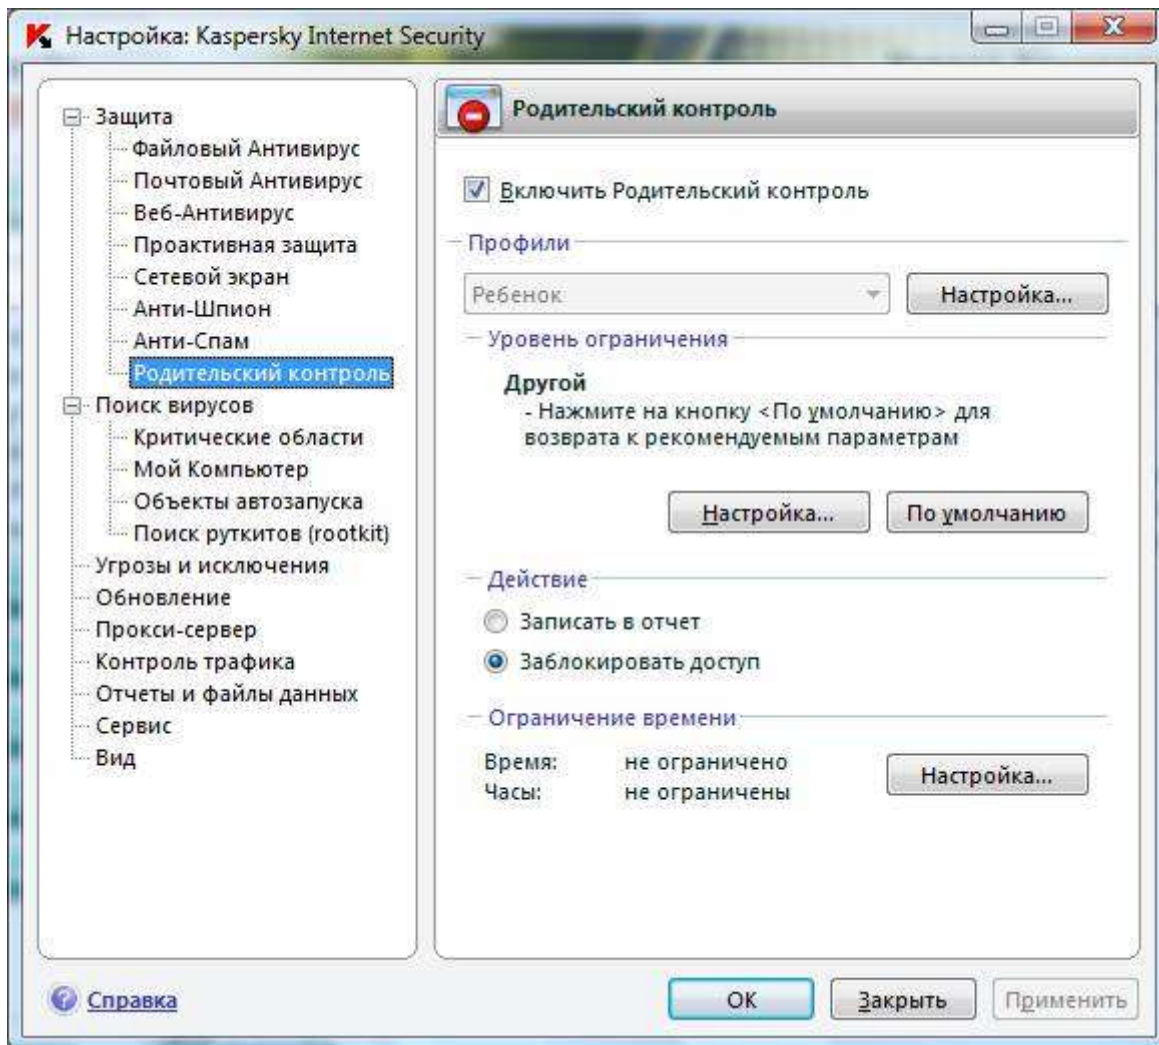 Настройка: Kaspersky Internet Security
Защита
Файловый Антивирус
Почтовый Антивирус
Веб-Антивирус
Проактивная защита
Сетевой экран
Анти-Шпион
Анти-Спам
Родительский контроль
Поиск вирусов
Критические области
Мой Компьютер
Объекты автозапуска
Поиск руткитов (rootkit)
Угрозы и исключения
Обновление
Прокси-сервер
Контроль трафика
Отчеты и файлы данных
Сервис
Вид
Родительский контроль
Включить Родительский контроль
Профили
Ребенок
Настройка...
Уровень ограничения
Другой
- Нажмите на кнопку <По умолчанию> для
возврата к рекомендуемым параметрам
Настройка...
По умолчанию
Действие
Записать в отчет
Заблокировать доступ
Ограничение времени
Время: не ограничено
Часы: не ограничены
Настройка...
Справка
ОК
Закрыть
Применить